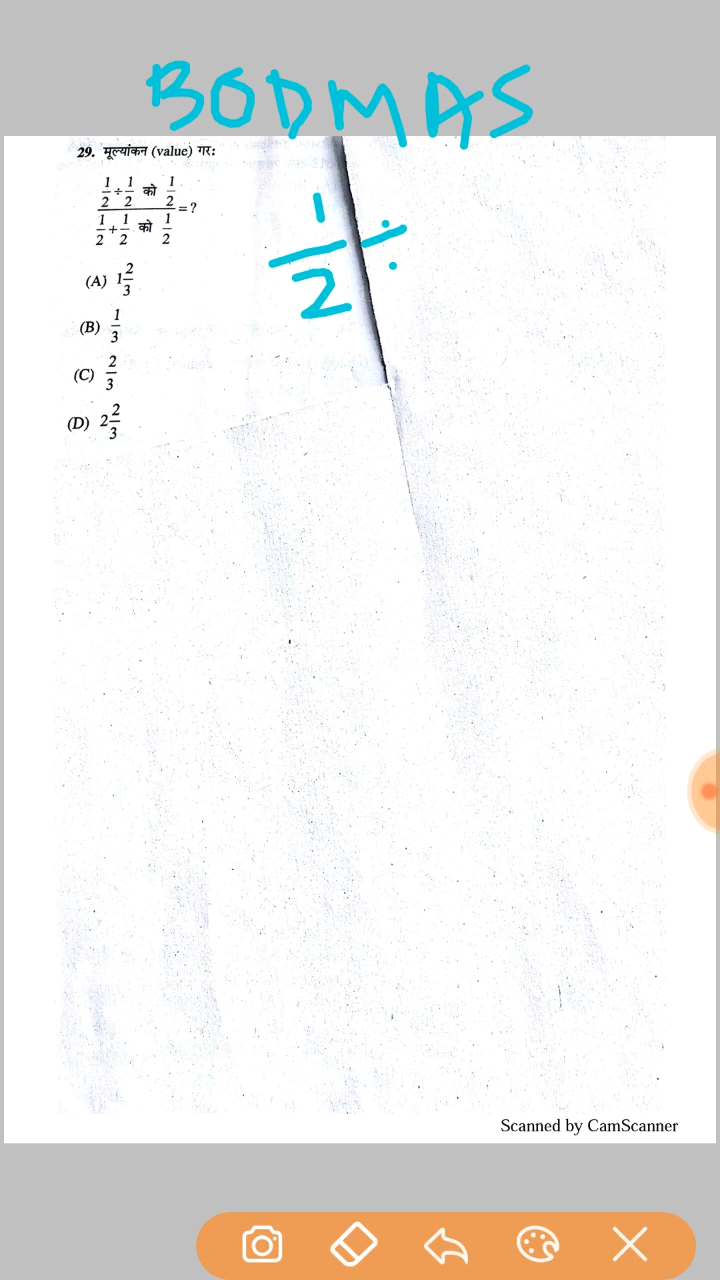 BODMAS
29. मूल्यांकन (value) गर:
1/2 ÷ 1/2 को 1/2
1/2 + 1/2 को 1/2 = ?
1/2 ÷
(A) 1 2/3
(B) 1/3
(C) 2/3
(D) 2 2/3
Scanned by CamScanner